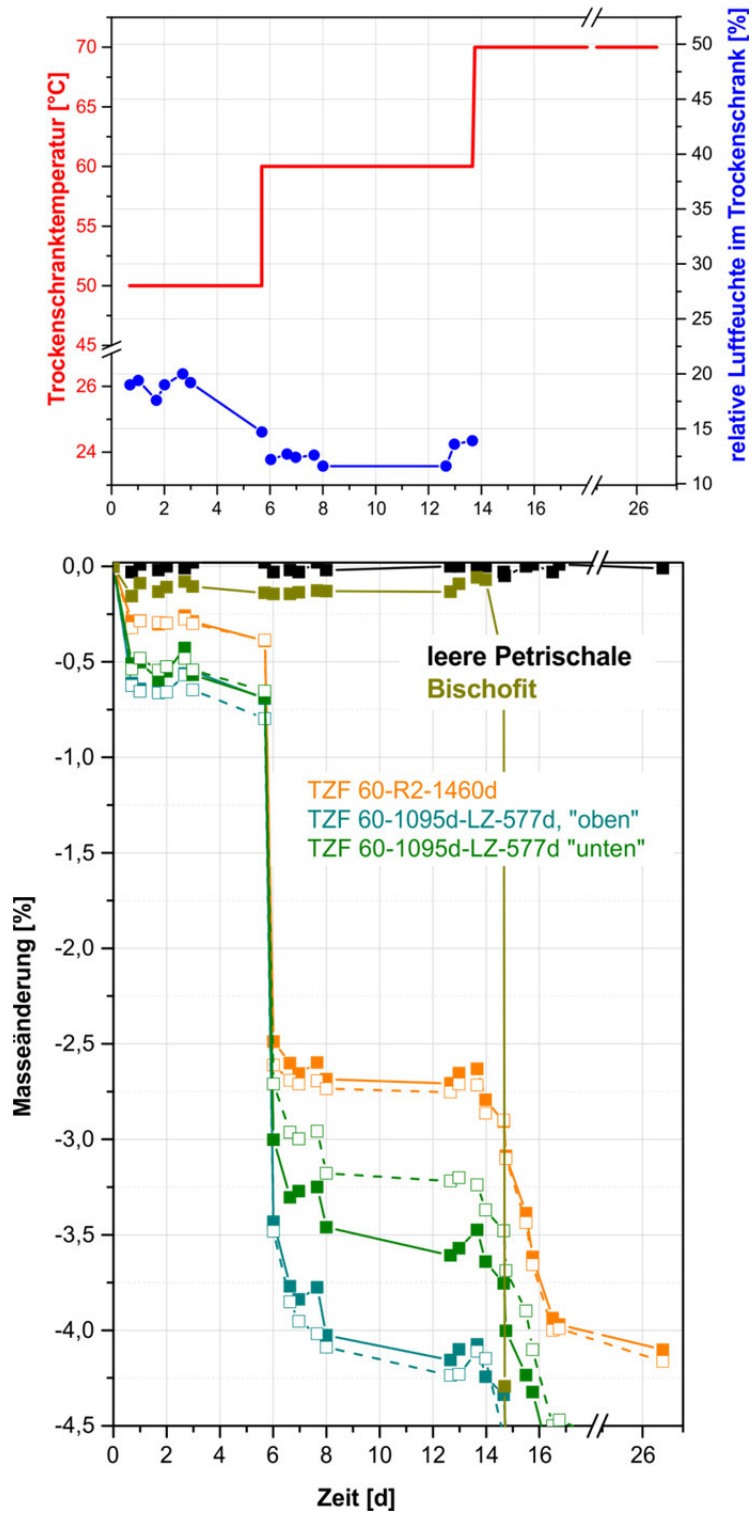 Trockenschranktemperatur [°C]
70
65
60
55
50
45
26
24
relative Luftfeuchte im Trockenschrank [%]
50
45
40
35
30
25
20
15
10
0 2 4 6 8 10 12 14 16 26
Masseänderung [%]
0,0
-0,5
-1,0
-1,5
-2,0
-2,5
-3,0
-3,5
-4,0
-4,5
leere Petrischale
Bischofit
TZF 60-R2-1460d
TZF 60-1095d-LZ-577d, "oben"
TZF 60-1095d-LZ-577d "unten"
0 2 4 6 8 10 12 14 16 26
Zeit [d]